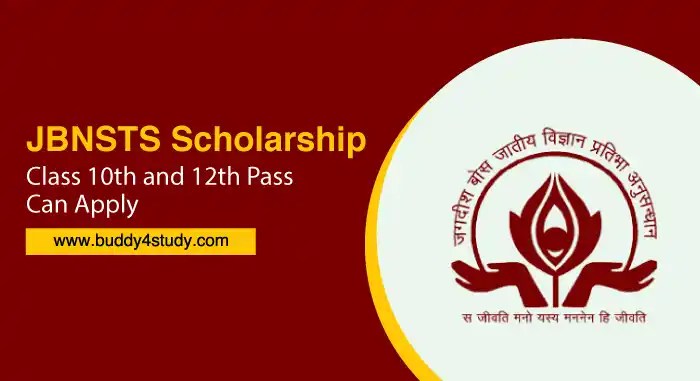 JBNSTS Scholarship
Class 10th and 12th Pass
Can Apply
www.buddy4study.com
जगदीश बोस जातीय विज्ञान प्रतिभा अनुसन्धान
स जीवति मनो यस्य मननेन हि जीवति